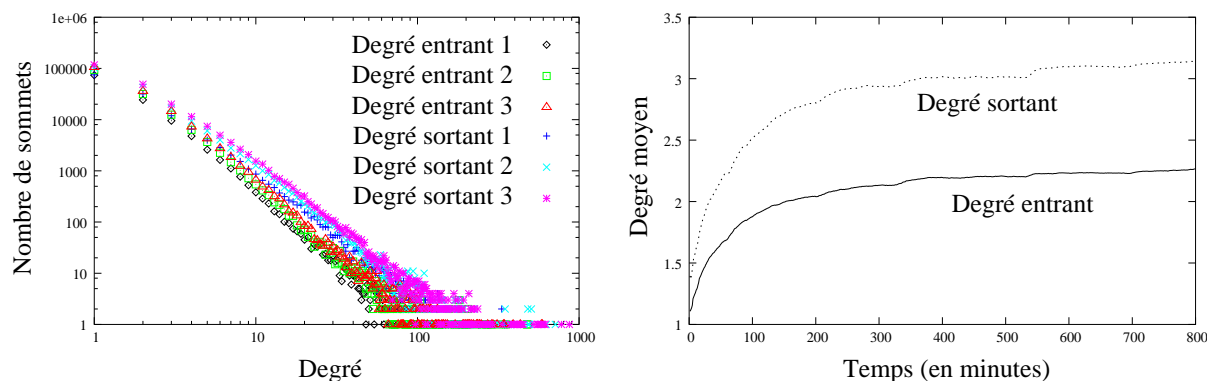 1e+06
100000
10000
1000
100
10
1
1
10
100
1000
Nombre de sommets
Degré
Degré entrant 1
Degré entrant 2
Degré entrant 3
Degré sortant 1
Degré sortant 2
Degré sortant 3
3.5
3
2.5
2
1.5
1
0
100
200
300
400
500
600
700
800
Degré moyen
Temps (en minutes)
Degré sortant
Degré entrant